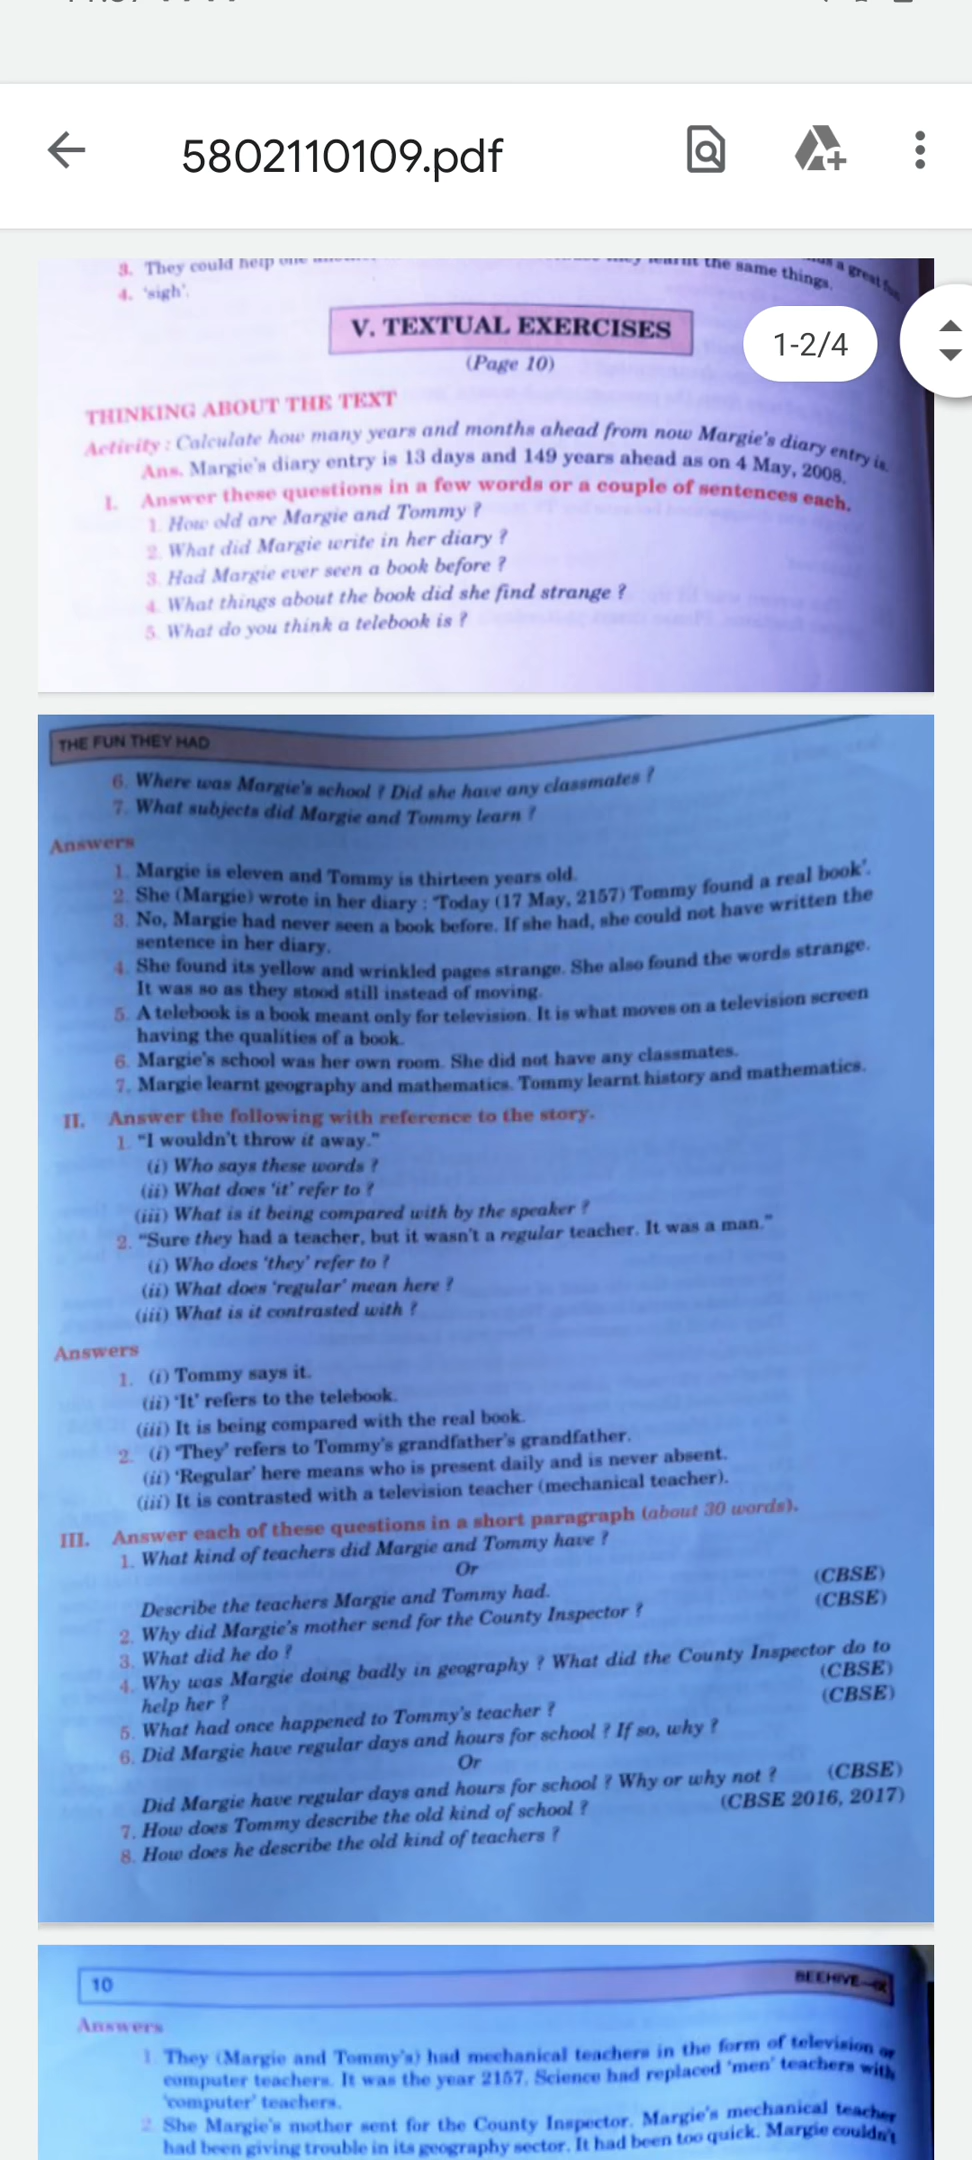 5802110109.pdf
3. They could help one
the same things.
a great
4. 'sigh'.
V. TEXTUAL EXERCISES
1-2/4
(Page 10)
THINKING ABOUT THE TEXT
Activity : Calculate how many years and months ahead from now Margie's diary entry is.
Ans. Margie's diary entry is 13 days and 149 years ahead as on 4 May, 2008.
I. Answer these questions in a few words or a couple of sentences each.
1. How old are Margie and Tommy ?
2. What did Margie write in her diary ?
3. Had Margie ever seen a book before ?
4. What things about the book did she find strange ?
5. What do you think a telebook is ?
THE FUN THEY HAD
6. Where was Margie's school ? Did she have any classmates ?
7. What subjects did Margie and Tommy learn ?
Answers
1. Margie is eleven and Tommy is thirteen years old.
2. She (Margie) wrote in her diary : 'Today (17 May, 2157) Tommy found a real book'.
3. No, Margie had never seen a book before. If she had, she could not have written the
sentence in her diary.
4. She found its yellow and wrinkled pages strange. She also found the words strange.
It was so as they stood still instead of moving.
5. A telebook is a book meant only for television. It is what moves on a television screen
having the qualities of a book.
6. Margie's school was her own room. She did not have any classmates.
7. Margie learnt geography and mathematics. Tommy learnt history and mathematics.
II. Answer the following with reference to the story.
1. "I wouldn't throw it away."
(i) Who says these words ?
(ii) What does 'it' refer to ?
(iii) What is it being compared with by the speaker ?
2. "Sure they had a teacher, but it wasn't a regular teacher. It was a man."
(i) Who does 'they' refer to ?
(ii) What does 'regular' mean here ?
(iii) What is it contrasted with ?
Answers
1. (i) Tommy says it.
(ii) 'It' refers to the telebook.
(iii) It is being compared with the real book.
2. (i) 'They' refers to Tommy's grandfather's grandfather.
(ii) 'Regular' here means who is present daily and is never absent.
(iii) It is contrasted with a television teacher (mechanical teacher).
III. Answer each of these questions in a short paragraph (about 30 words).
1. What kind of teachers did Margie and Tommy have ?
Or
(CBSE)
Describe the teachers Margie and Tommy had.
(CBSE)
2. Why did Margie's mother send for the County Inspector ?
3. What did he do ?
4. Why was Margie doing badly in geography ? What did the County Inspector do to
help her ?
(CBSE)
5. What had once happened to Tommy's teacher ?
(CBSE)
6. Did Margie have regular days and hours for school ? If so, why ?
Or
Did Margie have regular days and hours for school ? Why or why not ?
(CBSE)
7. How does Tommy describe the old kind of school ?
(CBSE 2016, 2017)
8. How does he describe the old kind of teachers ?
10
BEEHIVE—IX
Answers
1. They (Margie and Tommy's) had mechanical teachers in the form of television or
computer teachers. It was the year 2157. Science had replaced 'men' teachers with
'computer' teachers.
2. She Margie's mother sent for the County Inspector. Margie's mechanical teacher
had been giving trouble in its geography sector. It had been too quick. Margie couldn't